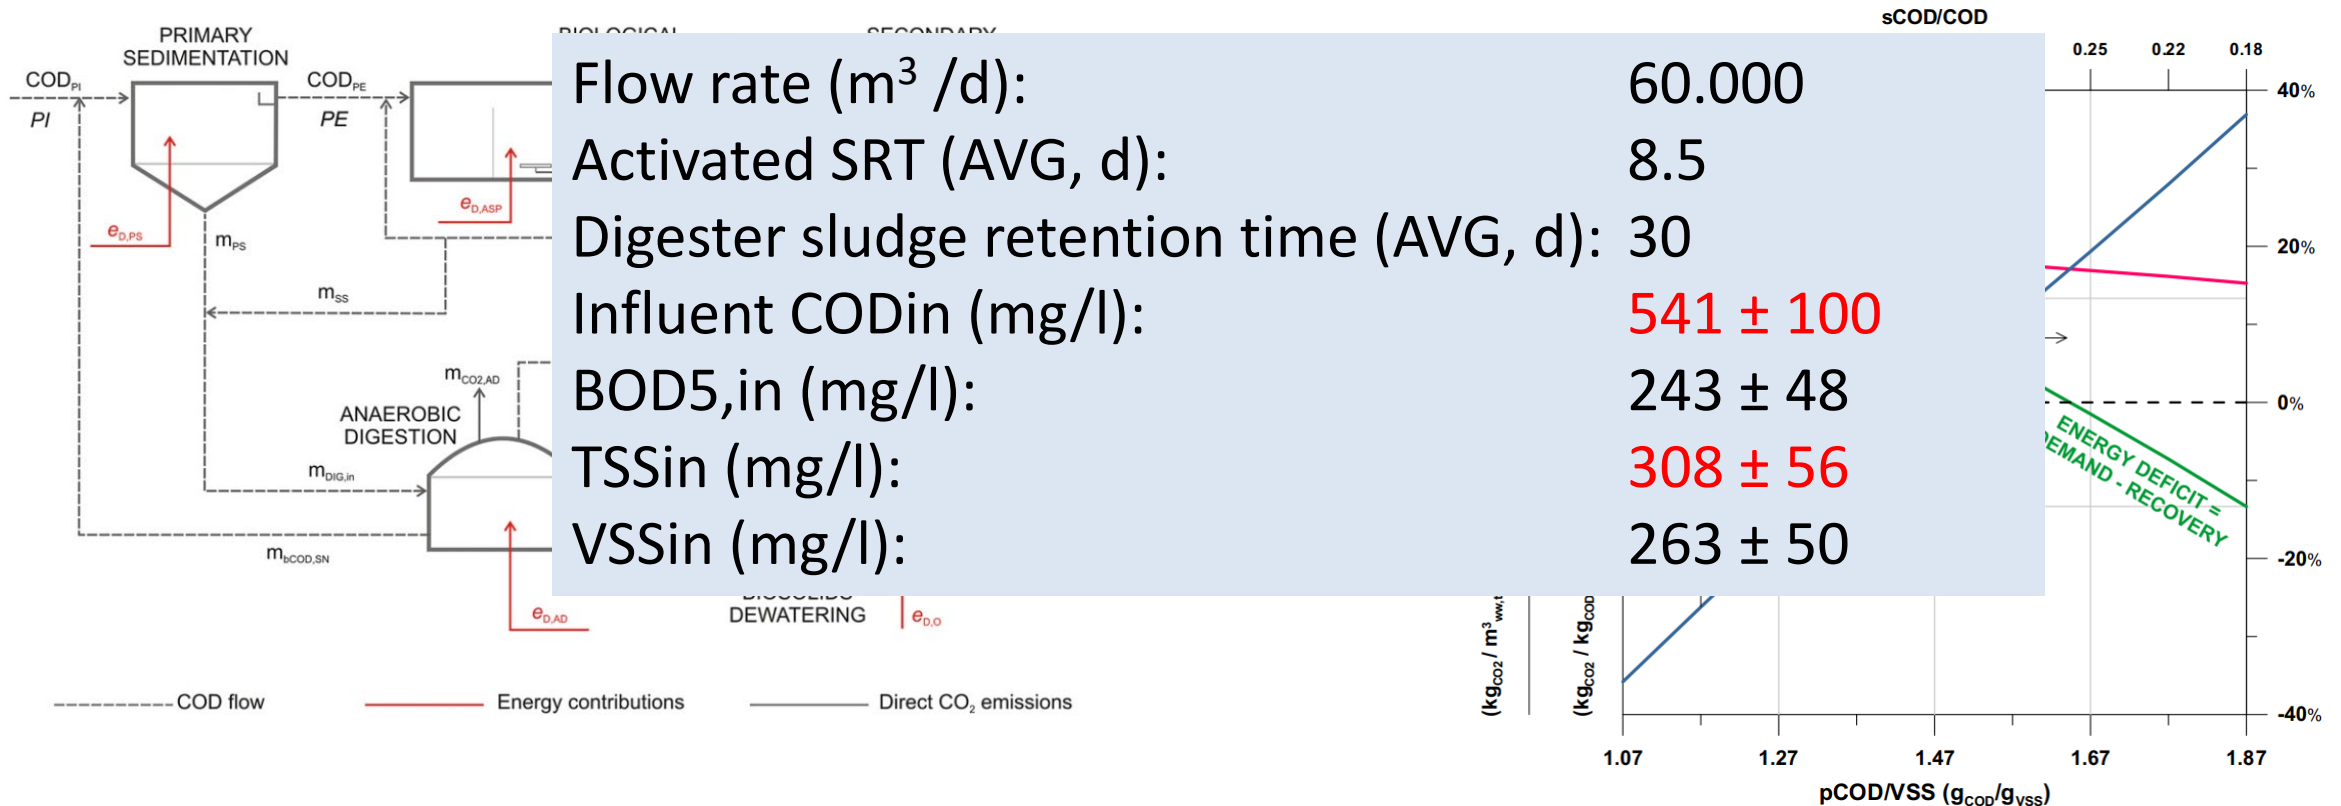 PRIMARY
SEDIMENTATION
COD_PI
COD_PE
PI
PE
e_D,PS
e_D,ASP
m_PS
m_SS
m_CO2,AD
ANAEROBIC
DIGESTION
m_DIG,in
m_bCOD,SN
e_D,AD
DEWATERING
e_D,O
COD flow
Energy contributions
Direct CO₂ emissions
Flow rate (m³ /d): 60.000
Activated SRT (AVG, d): 8.5
Digester sludge retention time (AVG, d): 30
Influent CODin (mg/l): 541 ± 100
BOD5,in (mg/l): 243 ± 48
TSSin (mg/l): 308 ± 56
VSSin (mg/l): 263 ± 50
sCOD/COD
0.25 0.22 0.18
40%
20%
0%
-20%
-40%
ENERGY DEFICIT =
DEMAND - RECOVERY
(kg_CO2 / m³
(kg_CO2 / kg_COD
1.07 1.27 1.47 1.67 1.87
pCOD/VSS (g_COD/g_VSS)